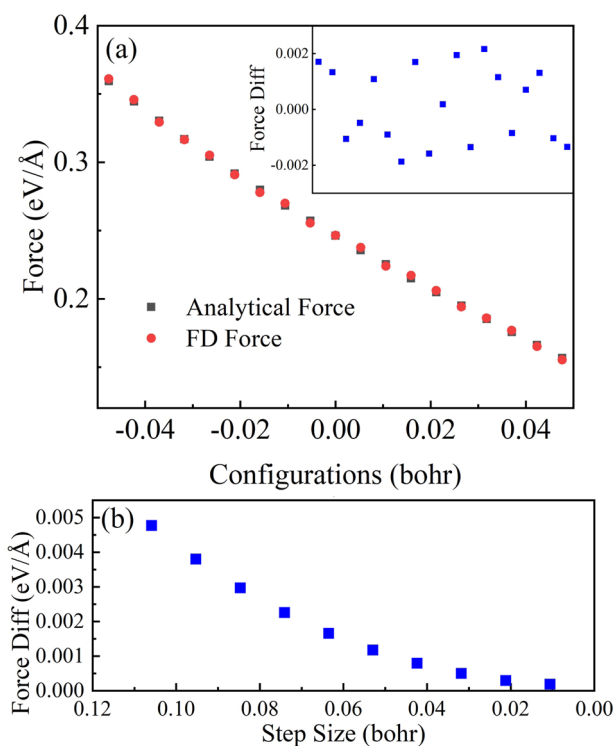 (a)
0.4
0.3
0.2
Force (eV/Å)
0.002
0.000
-0.002
Force Diff
Analytical Force
FD Force
-0.04 -0.02 0.00 0.02 0.04
Configurations (bohr)
(b)
0.005
0.004
0.003
0.002
0.001
0.000
Force Diff (eV/Å)
0.12 0.10 0.08 0.06 0.04 0.02 0.00
Step Size (bohr)